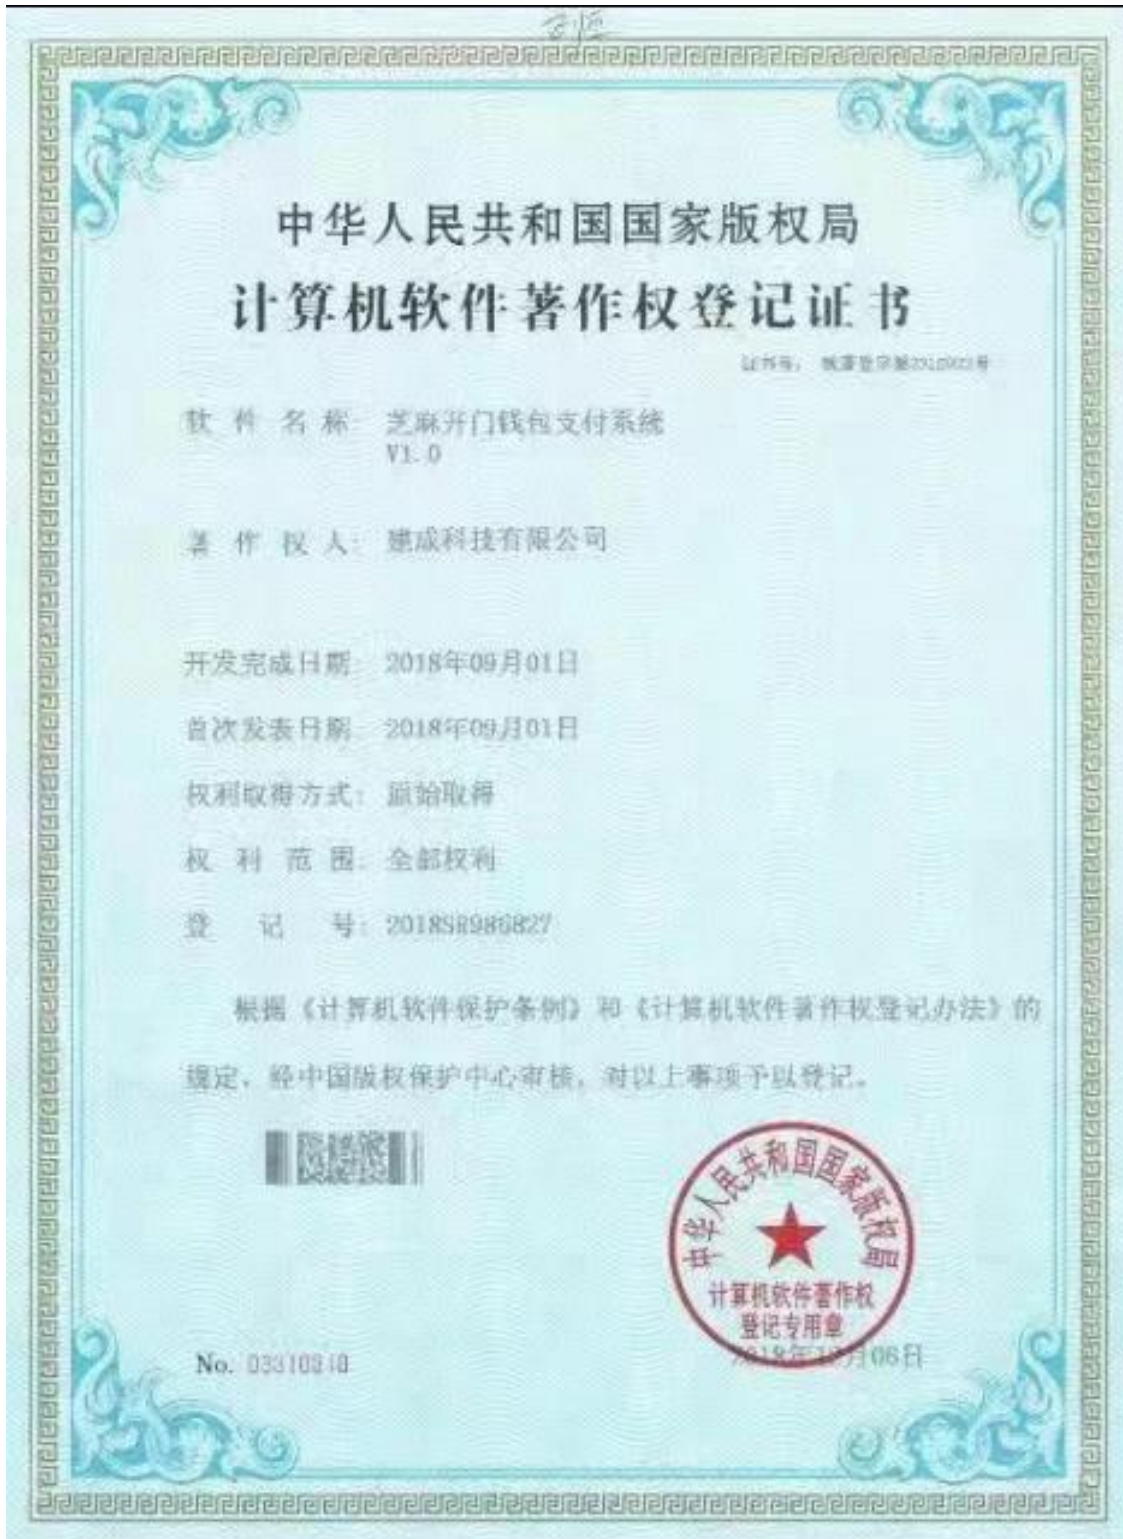 中华人民共和国国家版权局
计算机软件著作权登记证书
软件名称: 芝麻开门钱包支付系统
V1.0
著作权人: 建成科技有限公司
开发完成日期: 2018年09月01日
首次发表日期: 2018年09月01日
权利取得方式: 原始取得
权利范围: 全部权利
登记号: 2018SR986827
根据《计算机软件保护条例》和《计算机软件著作权登记办法》的
规定，经中国版权保护中心审核，对以上事项予以登记。
中华人民共和国国家版权局
计算机软件著作权
登记专用章
No.